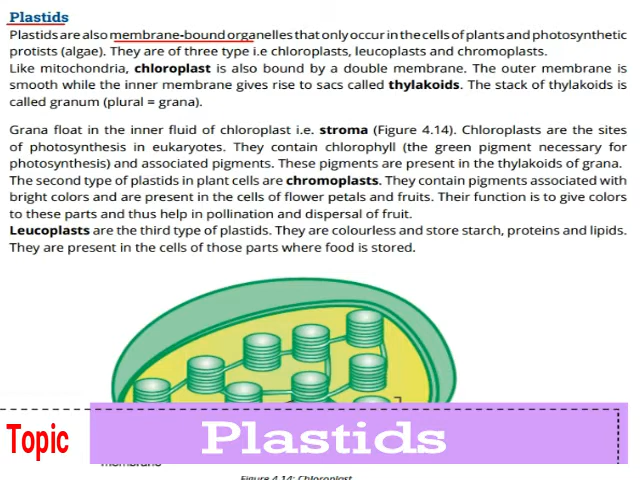 Plastids
Plastids are also membrane-bound organelles that only occur in the cells of plants and photosynthetic
protists (algae). They are of three type i.e chloroplasts, leucoplasts and chromoplasts.
Like mitochondria, chloroplast is also bound by a double membrane. The outer membrane is
smooth while the inner membrane gives rise to sacs called thylakoids. The stack of thylakoids is
called granum (plural = grana).
Grana float in the inner fluid of chloroplast i.e. stroma (Figure 4.14). Chloroplasts are the sites
of photosynthesis in eukaryotes. They contain chlorophyll (the green pigment necessary for
photosynthesis) and associated pigments. These pigments are present in the thylakoids of grana.
The second type of plastids in plant cells are chromoplasts. They contain pigments associated with
bright colors and are present in the cells of flower petals and fruits. Their function is to give colors
to these parts and thus help in pollination and dispersal of fruit.
Leucoplasts are the third type of plastids. They are colourless and store starch, proteins and lipids.
They are present in the cells of those parts where food is stored.
Topic
Plastids
membrane
Figure 4.14: Chloroplast